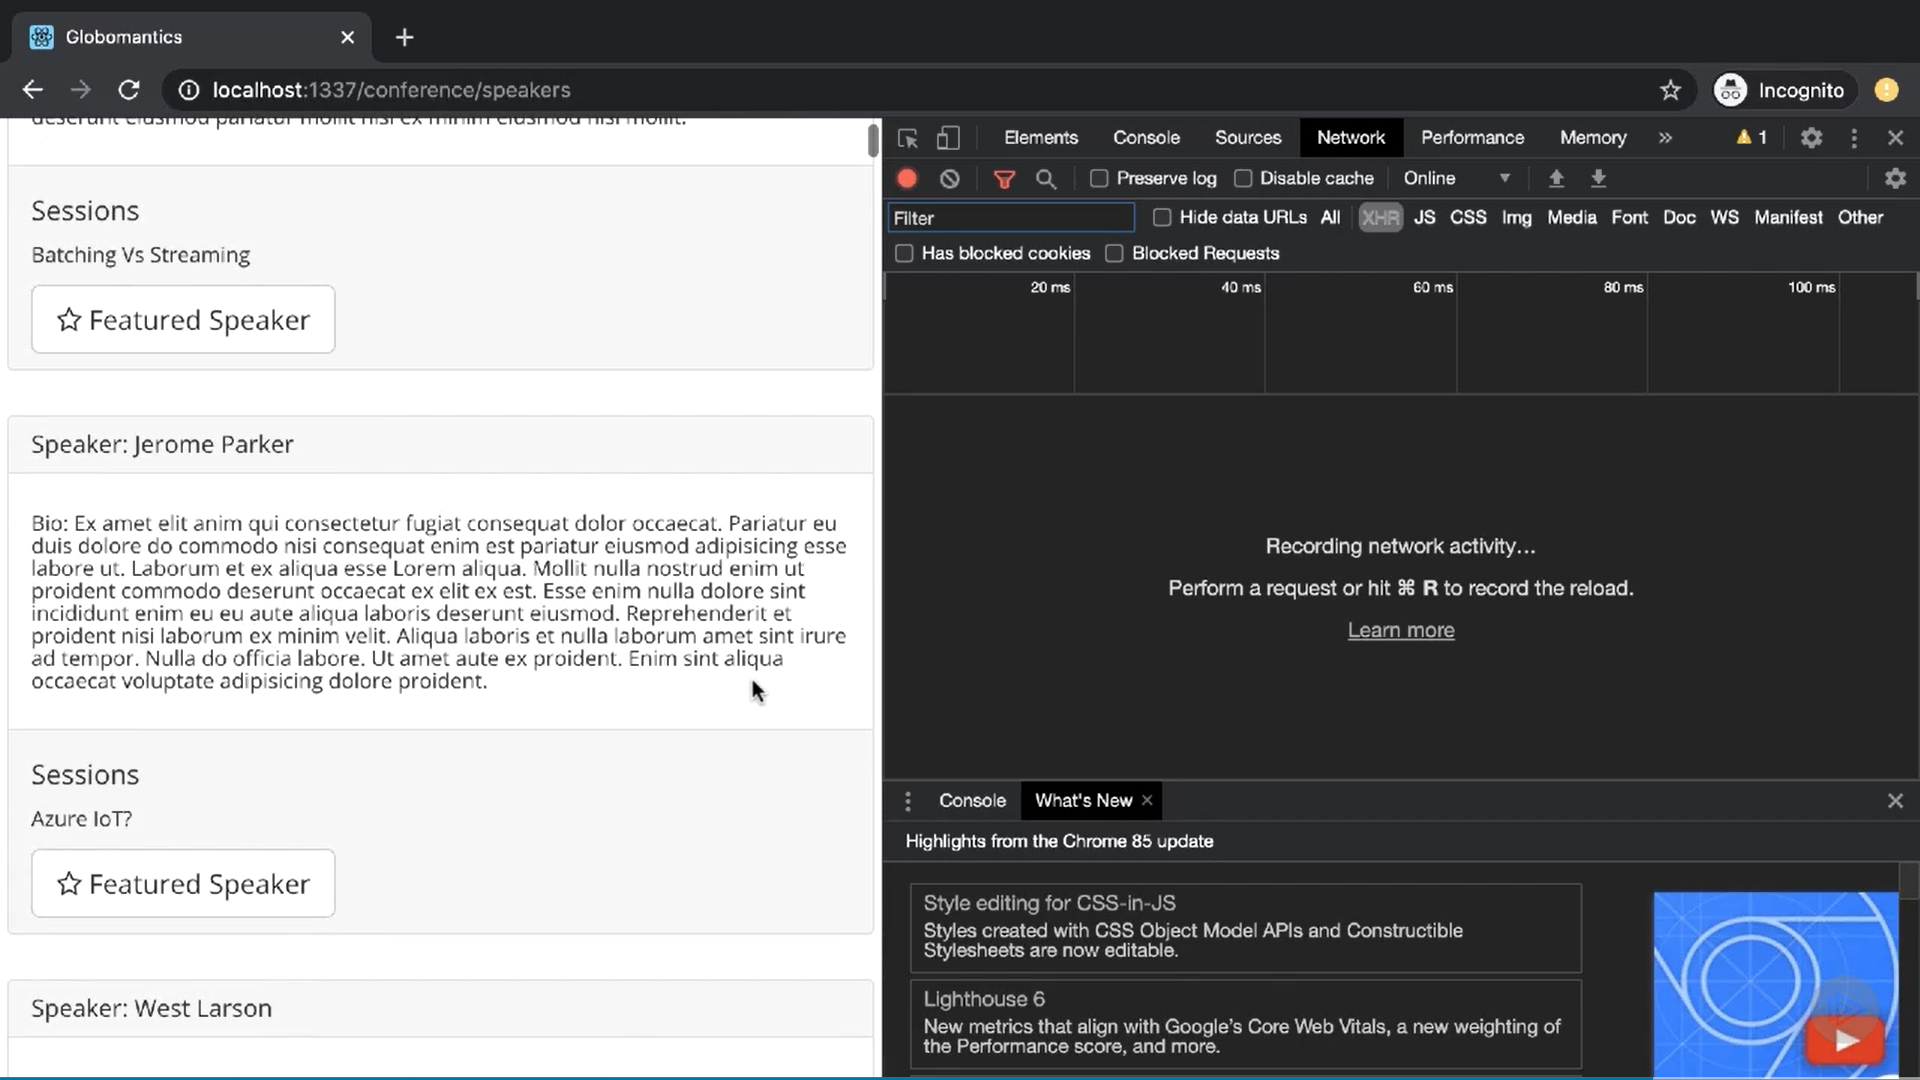 Globomantics
localhost:1337/conference/speakers
Incognito
deserunt eiusmod pariatur mollit nisi ex minim eiusmod nisi mollit.
Sessions
Batching Vs Streaming
Featured Speaker
Speaker: Jerome Parker
Bio: Ex amet elit anim qui consectetur fugiat consequat dolor occaecat. Pariatur eu
duis dolore do commodo nisi consequat enim est pariatur eiusmod adipisicing esse
labore ut. Laborum et ex aliqua esse Lorem aliqua. Mollit nulla nostrud enim ut
proident commodo deserunt occaecat ex elit ex est. Esse enim nulla dolore sint
incididunt enim eu eu aute aliqua laboris deserunt eiusmod. Reprehenderit et
proident nisi laborum ex minim velit. Aliqua laboris et nulla laborum amet sint irure
ad tempor. Nulla do officia labore. Ut amet aute ex proident. Enim sint aliqua
occaecat voluptate adipisicing dolore proident.
Sessions
Azure IoT?
Featured Speaker
Speaker: West Larson
Elements Console Sources Network Performance Memory » 1
Preserve log Disable cache Online
Filter Hide data URLs All XHR JS CSS Img Media Font Doc WS Manifest Other
Has blocked cookies Blocked Requests
20 ms 40 ms 60 ms 80 ms 100 ms
Recording network activity…
Perform a request or hit ⌘ R to record the reload.
Learn more
Console What's New
Highlights from the Chrome 85 update
Style editing for CSS-in-JS
Styles created with CSS Object Model APIs and Constructible
Stylesheets are now editable.
Lighthouse 6
New metrics that align with Google's Core Web Vitals, a new weighting of
the Performance score, and more.